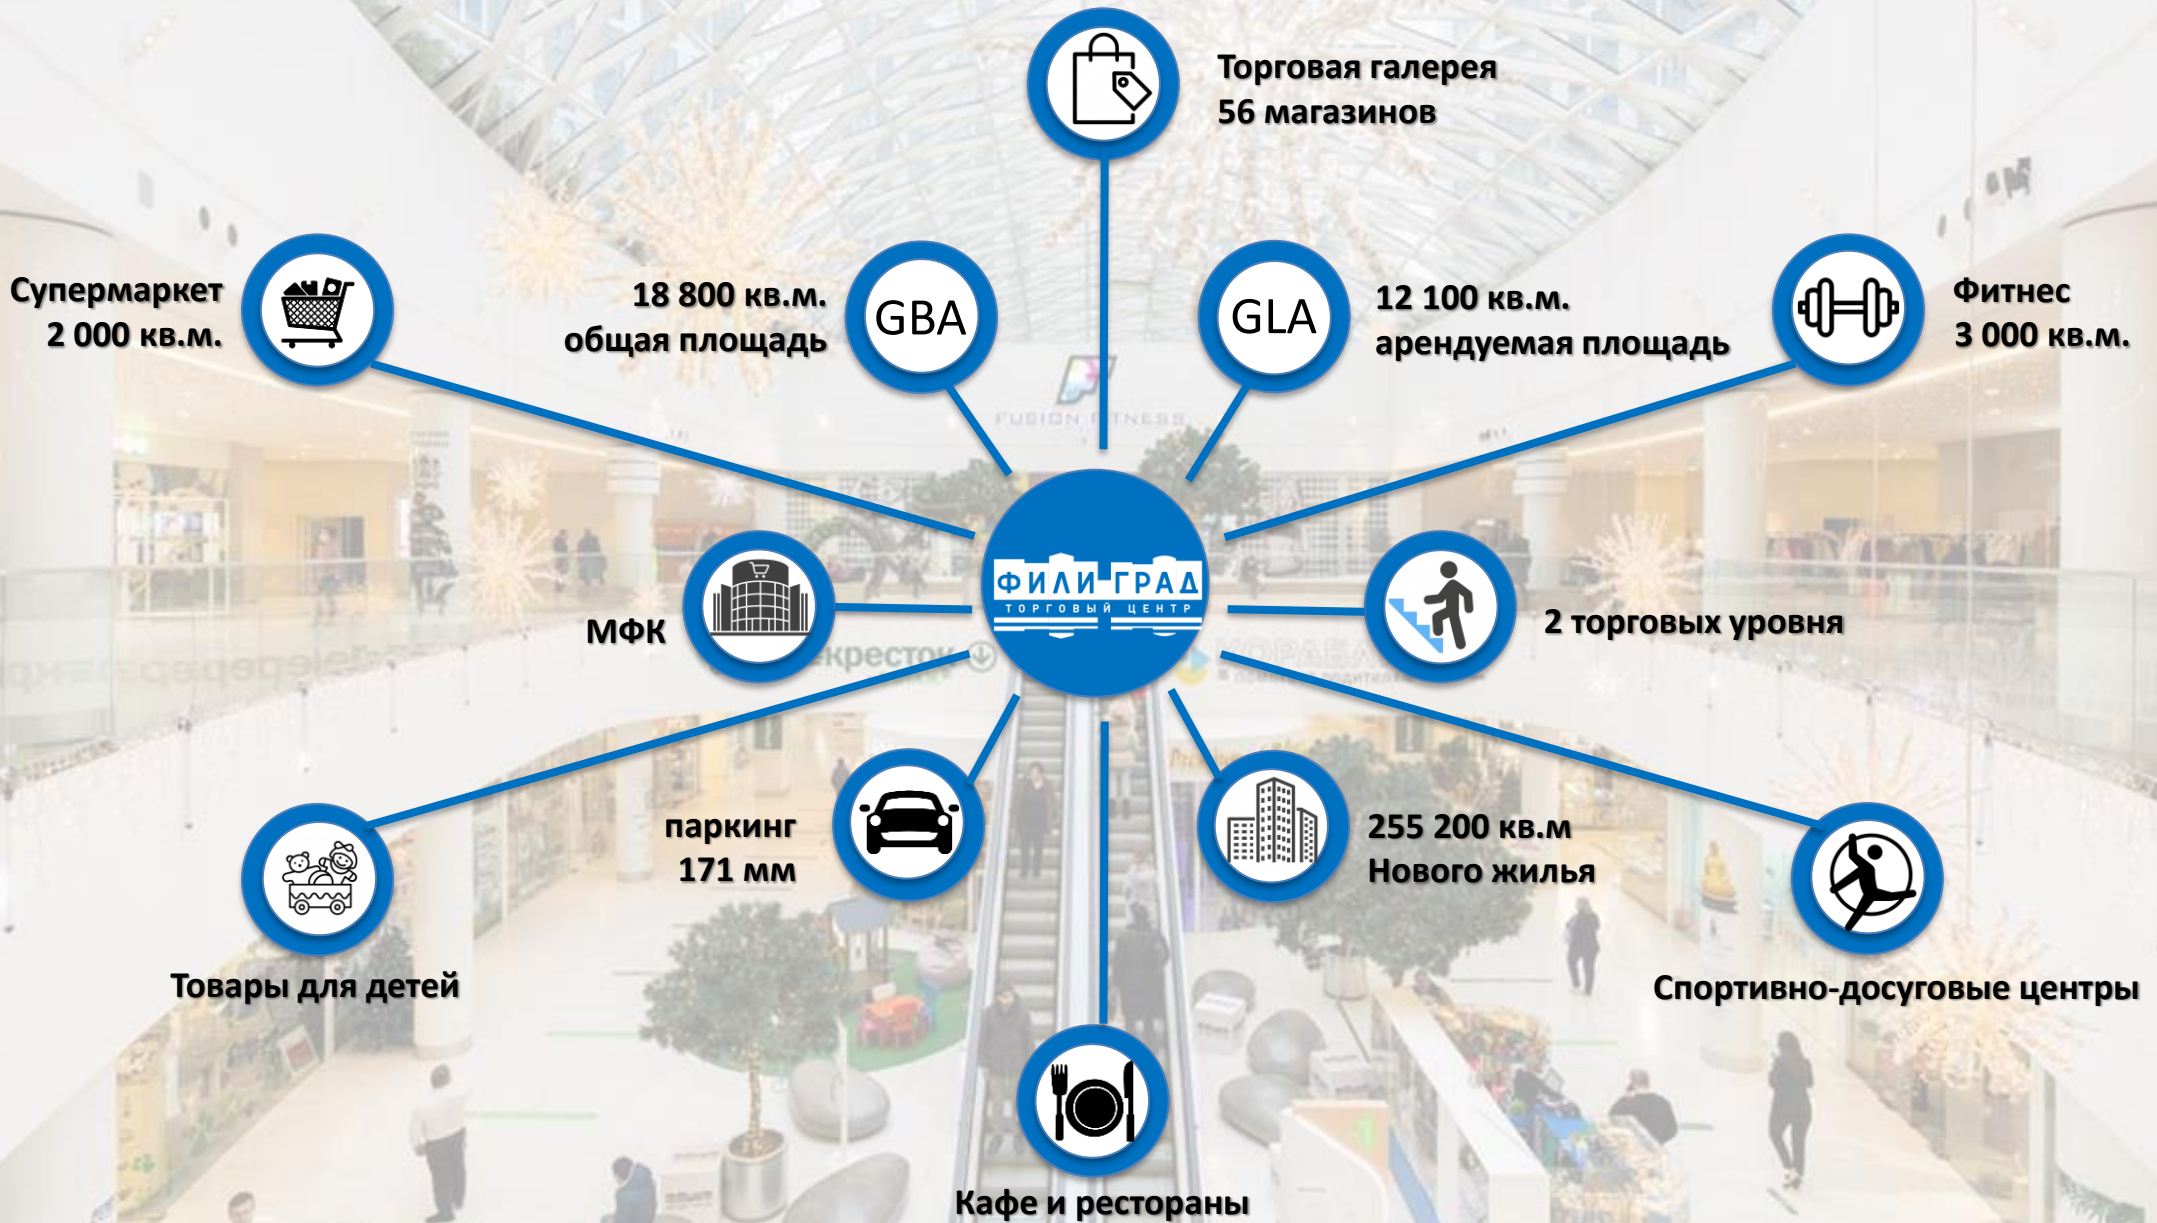 Торговая галерея
56 магазинов
Супермаркет
2 000 кв.м.
18 800 кв.м.
общая площадь
GBA
GLA
12 100 кв.м.
арендуемая площадь
Фитнес
3 000 кв.м.
FUSION FITNESS
ФИЛИ ГРАД
ТОРГОВЫЙ ЦЕНТР
МФК
2 торговых уровня
паркинг
171 мм
255 200 кв.м
Нового жилья
Товары для детей
Спортивно-досуговые центры
Кафе и рестораны